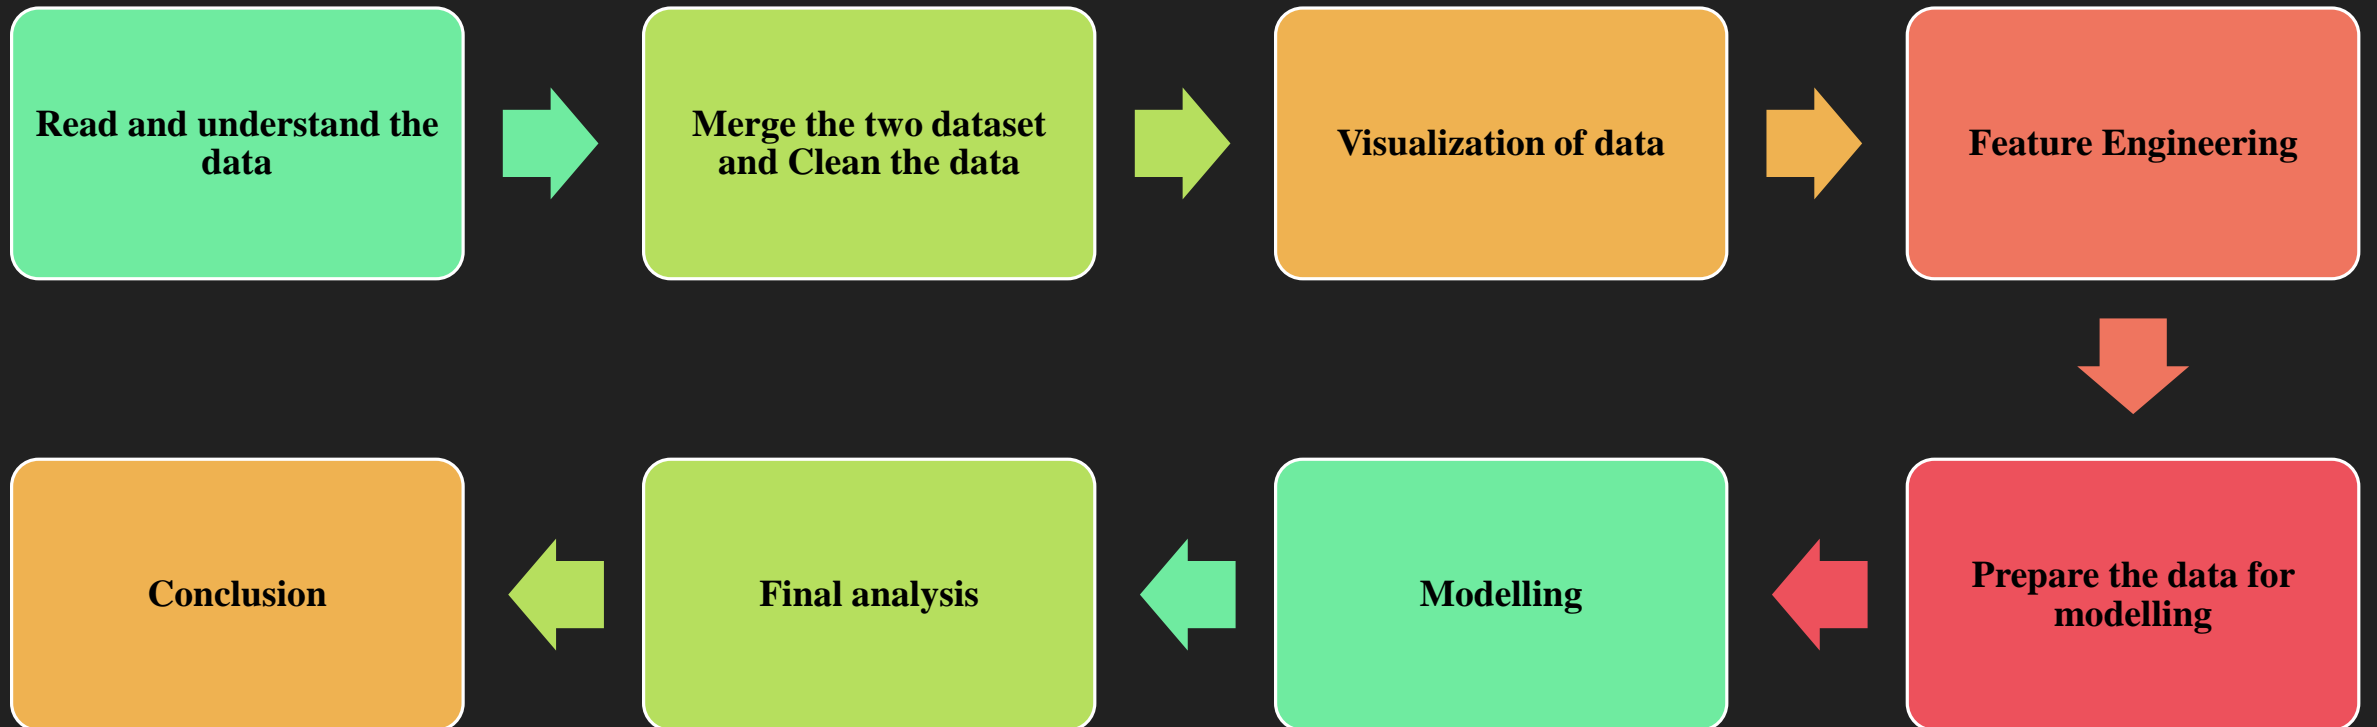 Read and understand the
data
Merge the two dataset
and Clean the data
Visualization of data
Feature Engineering
Prepare the data for
modelling
Modelling
Final analysis
Conclusion